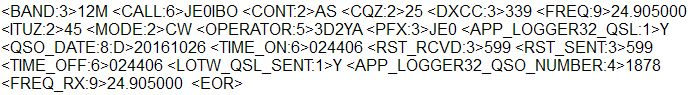 <BAND:3>12M <CALL:6>JE0IBO <CONT:2>AS <CQZ:2>25 <DXCC:3>339 <FREQ:9>24.905000
<ITUZ:2>45 <MODE:2>CW <OPERATOR:5>3D2YA <PFX:3>JE0 <APP_LOGGER32_QSL:1>Y
<QSO_DATE:8:D>20161026 <TIME_ON:6>024406 <RST_RCVD:3>599 <RST_SENT:3>599
<TIME_OFF:6>024406 <LOTW_QSL_SENT:1>Y <APP_LOGGER32_QSO_NUMBER:4>1878
<FREQ_RX:9>24.905000  <EOR>